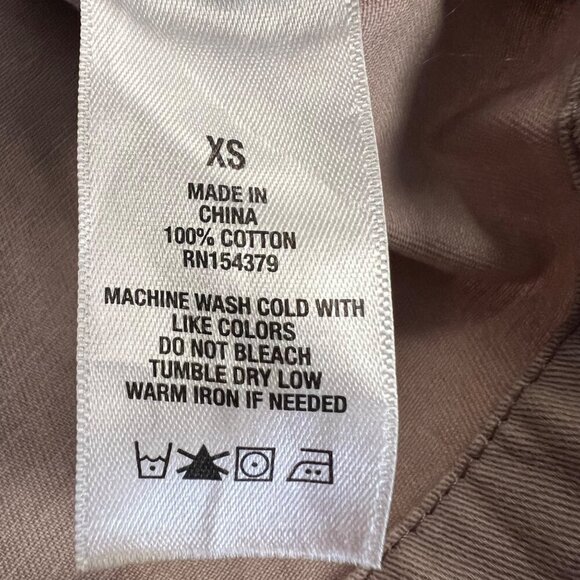 XS
MADE IN
CHINA
100% COTTON
RN154379
MACHINE WASH COLD WITH
LIKE COLORS
DO NOT BLEACH
TUMBLE DRY LOW
WARM IRON IF NEEDED